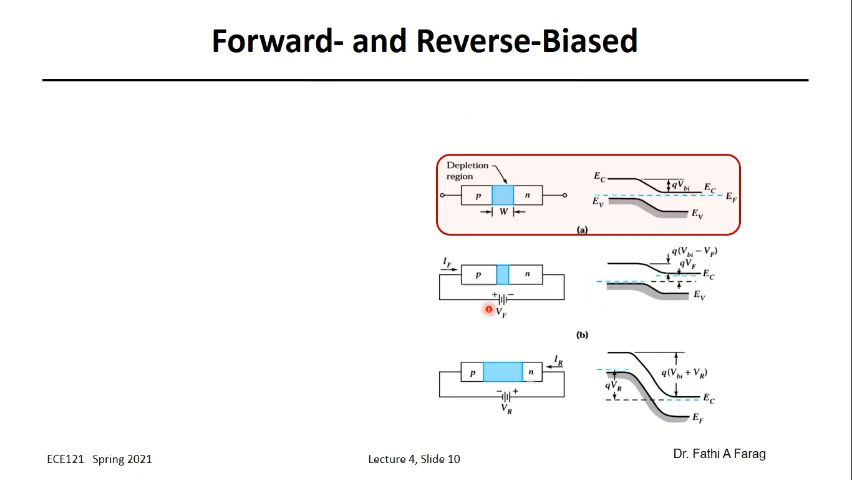 Forward- and Reverse-Biased
Depletion
region
p
n
W
E_C
qV_bi
E_C
E_F
E_V
E_V
(a)
I_F
p
n
+
−
V_F
q(V_bi − V_F)
qV_F
E_C
E_V
(b)
p
n
I_R
−
+
V_R
q(V_bi + V_R)
qV_R
E_C
E_F
ECE121 Spring 2021
Lecture 4, Slide 10
Dr. Fathi A Farag